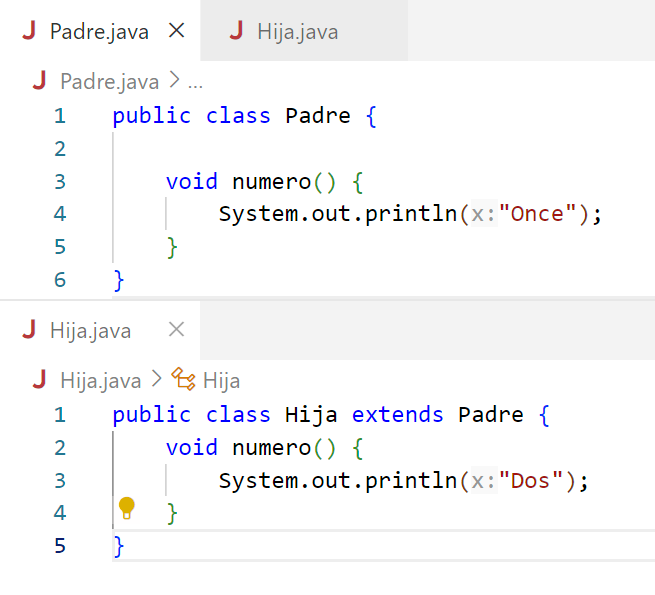 J Padre.java × J Hija.java
J Padre.java > ...
1 public class Padre {
2
3 void numero() {
4 System.out.println(x:"Once");
5 }
6 }
J Hija.java ×
J Hija.java > Hija
1 public class Hija extends Padre {
2 void numero() {
3 System.out.println(x:"Dos");
4 }
5 }